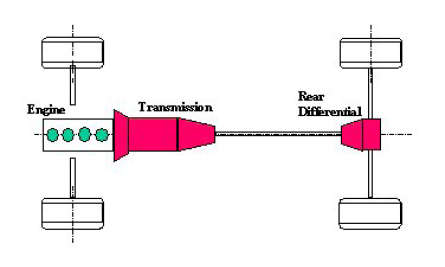 Engine
Transmission
Rear
Differential